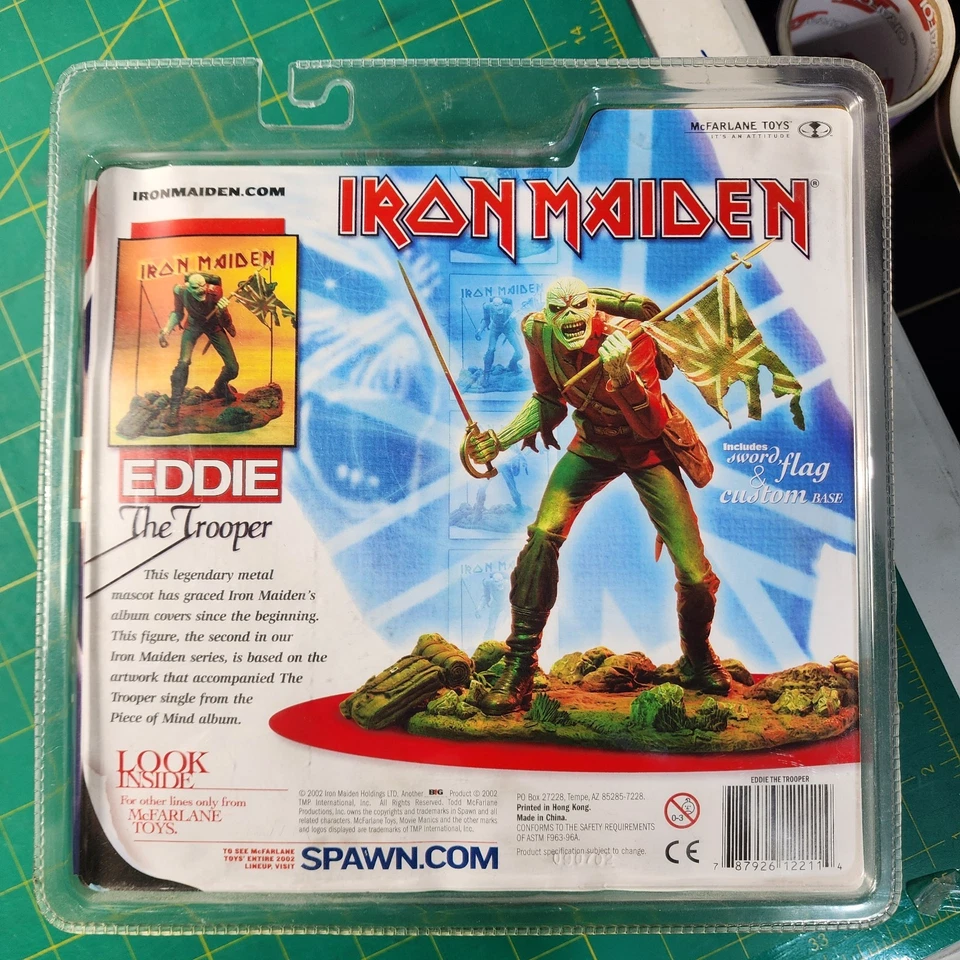 McFARLANE TOYS™
IT'S AN ATTITUDE
IRONMAIDEN.COM
IRON MAIDEN®
IRON MAIDEN
IRON MAIDEN
EDDIE
The Trooper
Includes
sword
& flag
custom BASE
This legendary metal
mascot has graced Iron Maiden's
album covers since the beginning.
This figure, the second in our
Iron Maiden series, is based on the
artwork that accompanied The
Trooper single from the
Piece of Mind album.
LOOK
INSIDE
For other lines only from
McFARLANE
TOYS.
TO SEE McFARLANE
TOYS' ENTIRE 2002
LINEUP, VISIT
SPAWN.COM
© 2002 Iron Maiden Holdings LTD. Another BIG Product © 2002
TMP International, Inc. All Rights Reserved. Todd McFarlane
Productions, Inc. owns the copyrights and trademarks in Spawn and all
related characters. McFarlane Toys, Movie Maniacs and the other marks
and logos displayed are trademarks of TMP International, Inc.
PO Box 27228, Tempe, AZ 85285-7228.
Printed in Hong Kong.
Made in China.
CONFORMS TO THE SAFETY REQUIREMENTS
OF ASTM F963-96A.
Product specification subject to change.
0-3
CE
EDDIE THE TROOPER
7 87926 12211 4
14
2
33